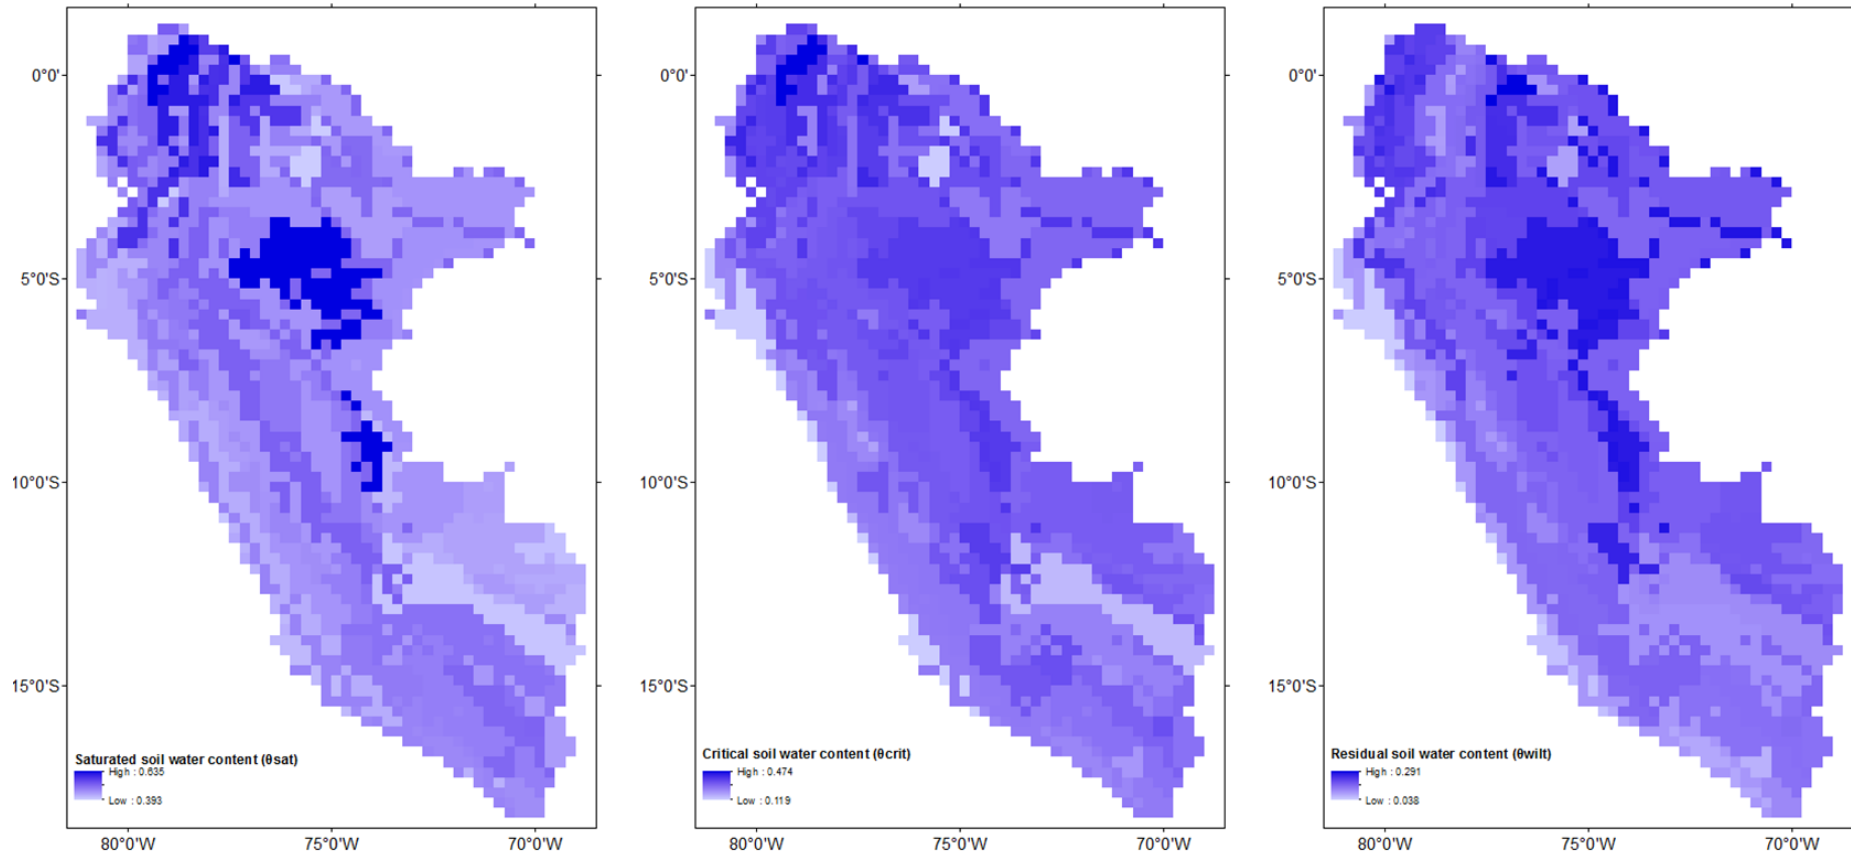 0°0'
5°0'S
10°0'S
15°0'S
Saturated soil water content (θsat)
High : 0.635
Low : 0.393
80°0'W 75°0'W 70°0'W
0°0'
5°0'S
10°0'S
15°0'S
Critical soil water content (θcrit)
High : 0.474
Low : 0.119
80°0'W 75°0'W 70°0'W
0°0'
5°0'S
10°0'S
15°0'S
Residual soil water content (θwilt)
High : 0.291
Low : 0.038
80°0'W 75°0'W 70°0'W